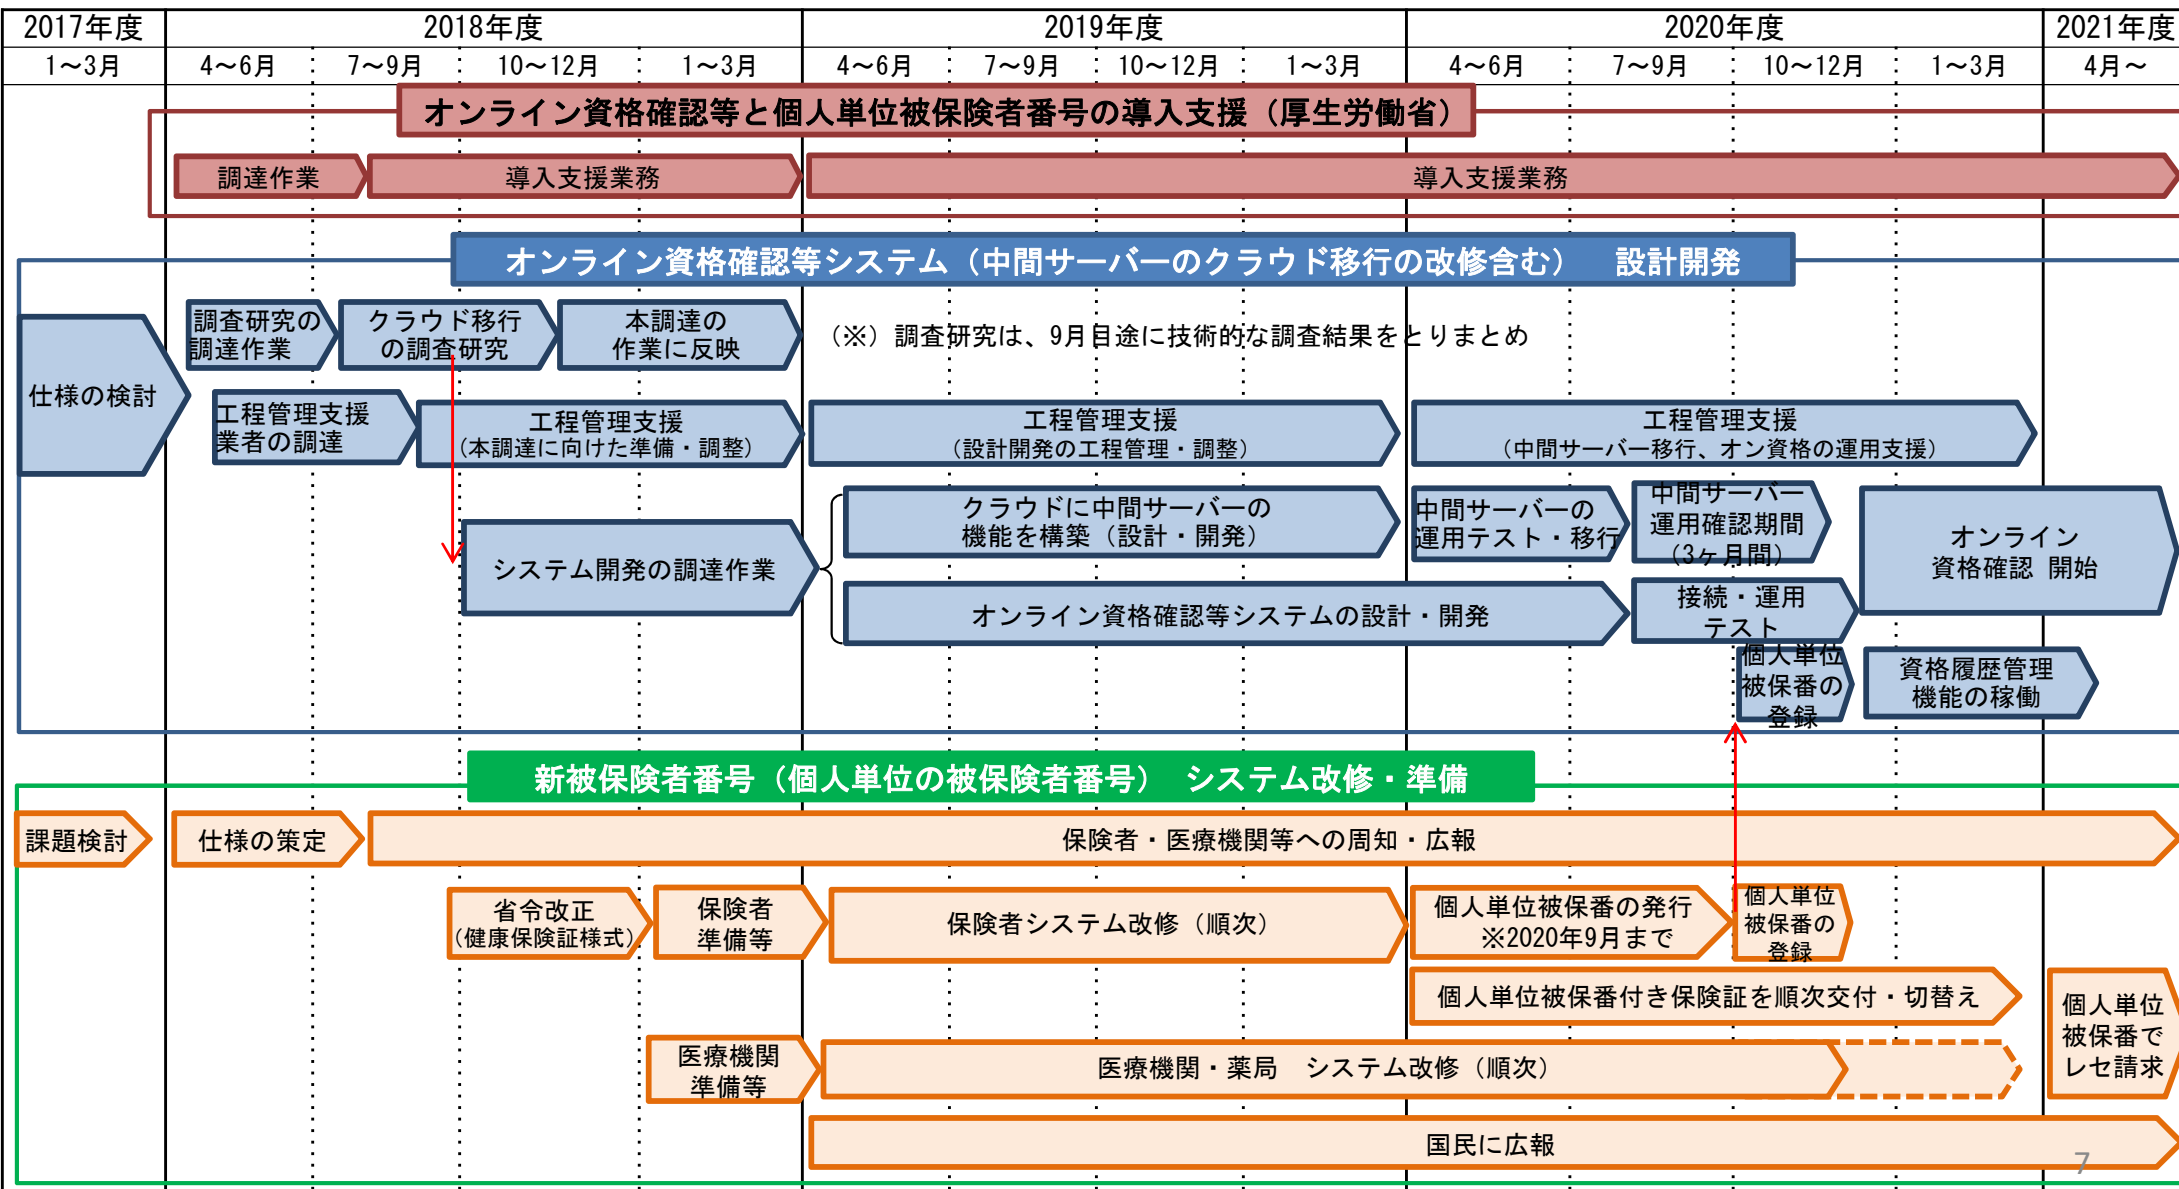 2017年度
2018年度
2019年度
2020年度
2021年度
1～3月
4～6月
7～9月
10～12月
1～3月
4～6月
7～9月
10～12月
1～3月
4～6月
7～9月
10～12月
1～3月
4月～
オンライン資格確認等と個人単位被保険者番号の導入支援（厚生労働省）
調達作業
導入支援業務
導入支援業務
オンライン資格確認等システム（中間サーバーのクラウド移行の改修含む）　設計開発
仕様の検討
調査研究の
調達作業
クラウド移行
の調査研究
本調達の
作業に反映
（※）調査研究は、9月目途に技術的な調査結果をとりまとめ
工程管理支援
業者の調達
工程管理支援
（本調達に向けた準備・調整）
工程管理支援
（設計開発の工程管理・調整）
工程管理支援
（中間サーバー移行、オン資格の運用支援）
システム開発の調達作業
クラウドに中間サーバーの
機能を構築（設計・開発）
中間サーバーの
運用テスト・移行
中間サーバー
運用確認期間
（3ヶ月間）
オンライン
資格確認 開始
オンライン資格確認等システムの設計・開発
接続・運用
テスト
個人単位
被保番の
登録
資格履歴管理
機能の稼働
新被保険者番号（個人単位の被保険者番号）　システム改修・準備
課題検討
仕様の策定
保険者・医療機関等への周知・広報
省令改正
（健康保険証様式）
保険者
準備等
保険者システム改修（順次）
個人単位被保番の発行
※2020年9月まで
個人単位
被保番の
登録
個人単位被保番付き保険証を順次交付・切替え
個人単位
被保番で
レセ請求
医療機関
準備等
医療機関・薬局　システム改修（順次）
国民に広報
7